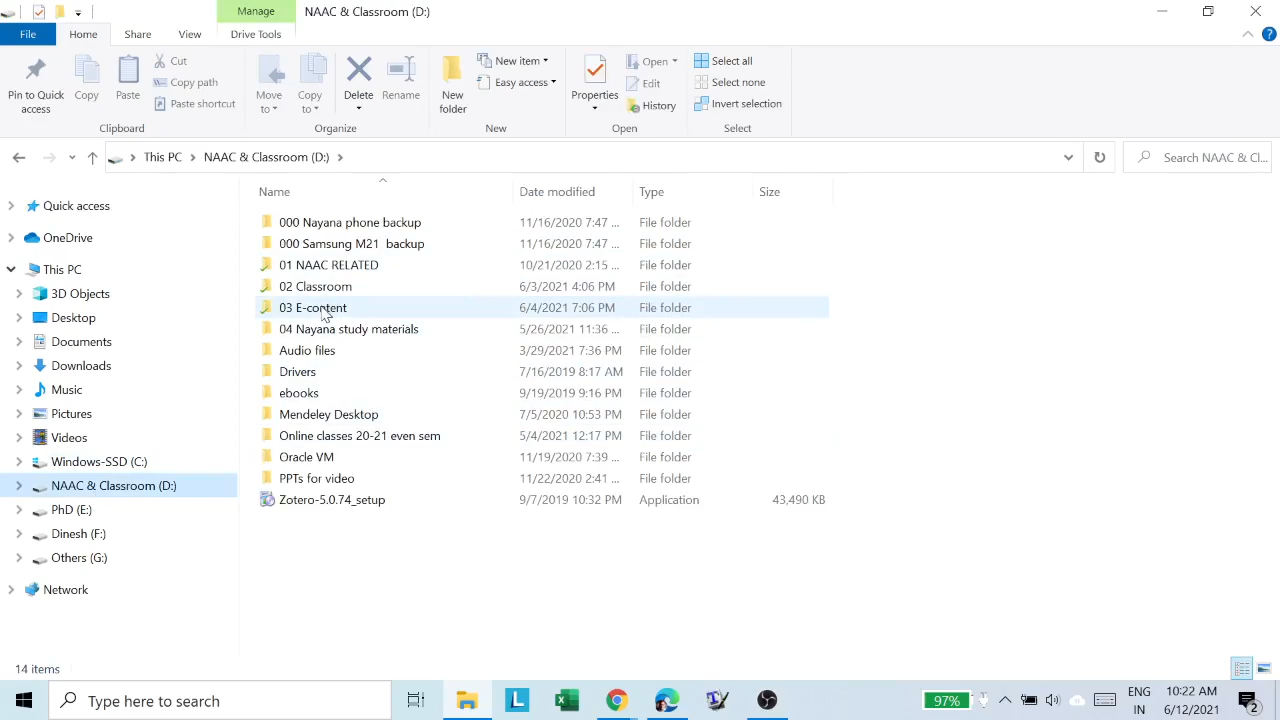 Manage
NAAC & Classroom (D:)
File
Home
Share
View
Drive Tools
Pin to Quick access
Copy
Paste
Cut
Copy path
Paste shortcut
Clipboard
Move to
Copy to
Delete
Rename
Organize
New folder
New item
Easy access
New
Properties
Open
Edit
History
Open
Select all
Select none
Invert selection
Select
This PC > NAAC & Classroom (D:) >
Search NAAC & Cl...
Name Date modified Type Size
000 Nayana phone backup 11/16/2020 7:47 ... File folder
000 Samsung M21 backup 11/16/2020 7:47 ... File folder
01 NAAC RELATED 10/21/2020 2:15 ... File folder
02 Classroom 6/3/2021 4:06 PM File folder
03 E-content 6/4/2021 7:06 PM File folder
04 Nayana study materials 5/26/2021 11:36 ... File folder
Audio files 3/29/2021 7:36 PM File folder
Drivers 7/16/2019 8:17 AM File folder
ebooks 9/19/2019 9:16 PM File folder
Mendeley Desktop 7/5/2020 10:53 PM File folder
Online classes 20-21 even sem 5/4/2021 12:17 PM File folder
Oracle VM 11/19/2020 7:39 ... File folder
PPTs for video 11/22/2020 2:41 ... File folder
Zotero-5.0.74_setup 9/7/2019 10:32 PM Application 43,490 KB
Quick access
OneDrive
This PC
3D Objects
Desktop
Documents
Downloads
Music
Pictures
Videos
Windows-SSD (C:)
NAAC & Classroom (D:)
PhD (E:)
Dinesh (F:)
Others (G:)
Network
14 items
Type here to search
97%
ENG
IN
10:22 AM
6/12/2021
2